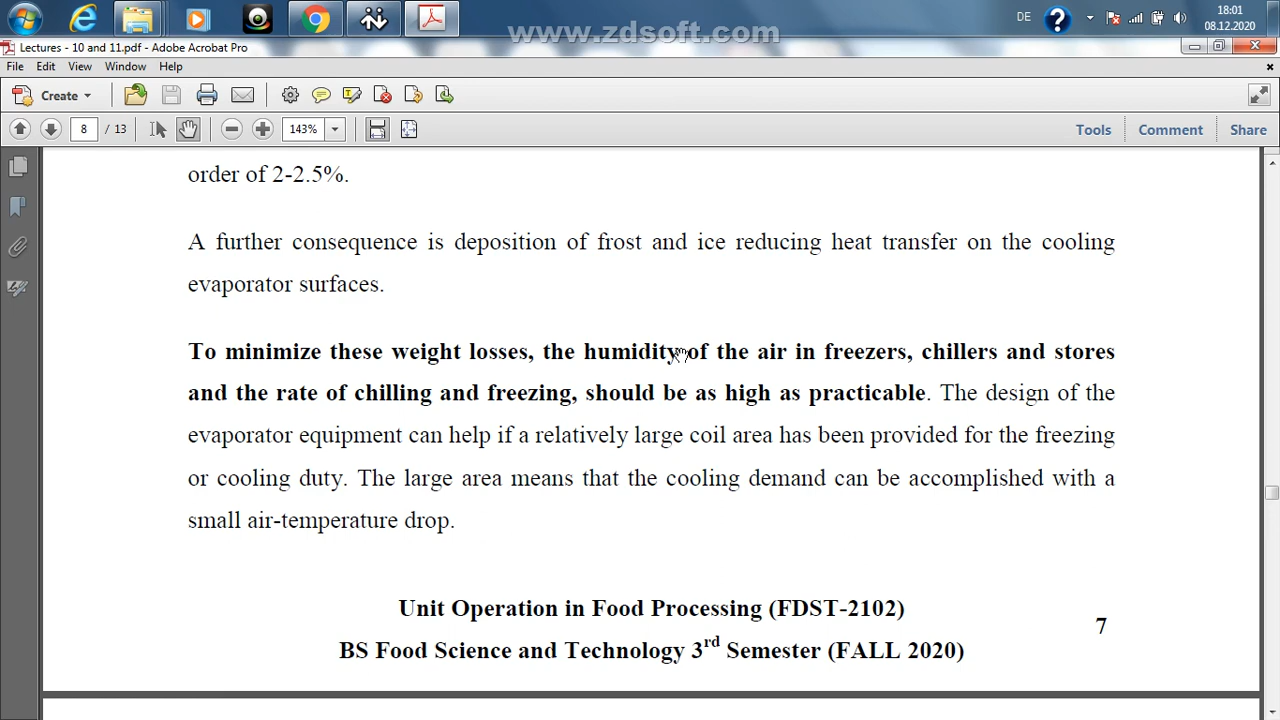 DE
18:01
08.12.2020
www.zdsoft.com
Lectures - 10 and 11.pdf - Adobe Acrobat Pro
File Edit View Window Help
Create
8 / 13
143%
Tools Comment Share
order of 2-2.5%.
A further consequence is deposition of frost and ice reducing heat transfer on the cooling
evaporator surfaces.
To minimize these weight losses, the humidity of the air in freezers, chillers and stores
and the rate of chilling and freezing, should be as high as practicable. The design of the
evaporator equipment can help if a relatively large coil area has been provided for the freezing
or cooling duty. The large area means that the cooling demand can be accomplished with a
small air-temperature drop.
Unit Operation in Food Processing (FDST-2102)
7
BS Food Science and Technology 3rd Semester (FALL 2020)